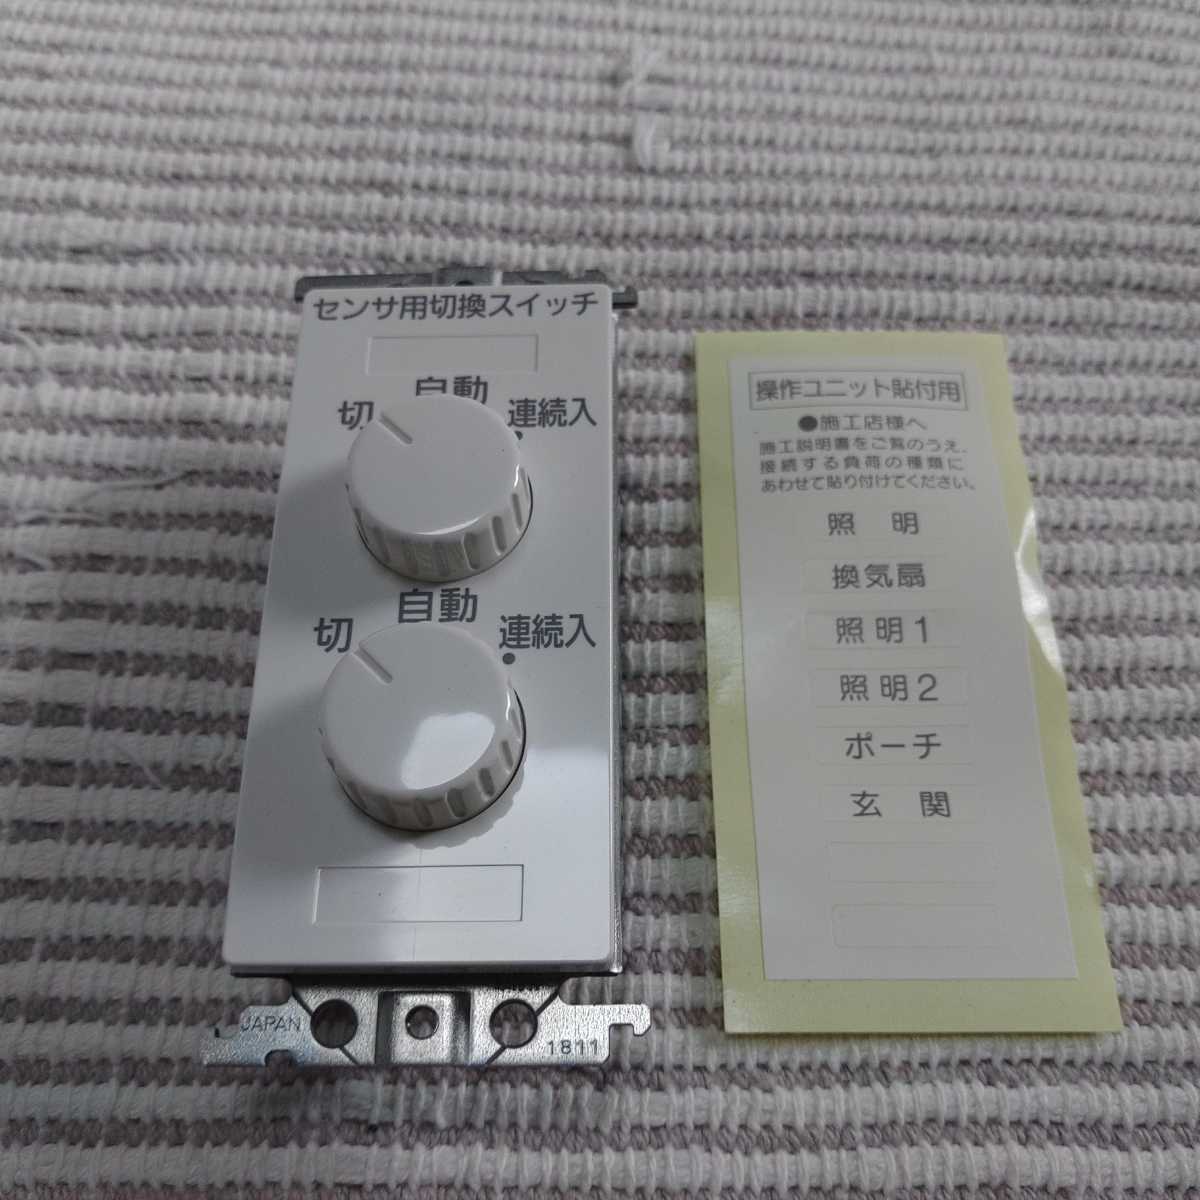 センサ用切換スイッチ
自動
切
連続入
自動
切
連続入
JAPAN
1811
操作ユニット貼付用
●施工店様へ
施工説明書をご覧のうえ、
接続する負荷の種類に
あわせて貼り付けてください。
照 明
換気扇
照明1
照明2
ポーチ
玄 関